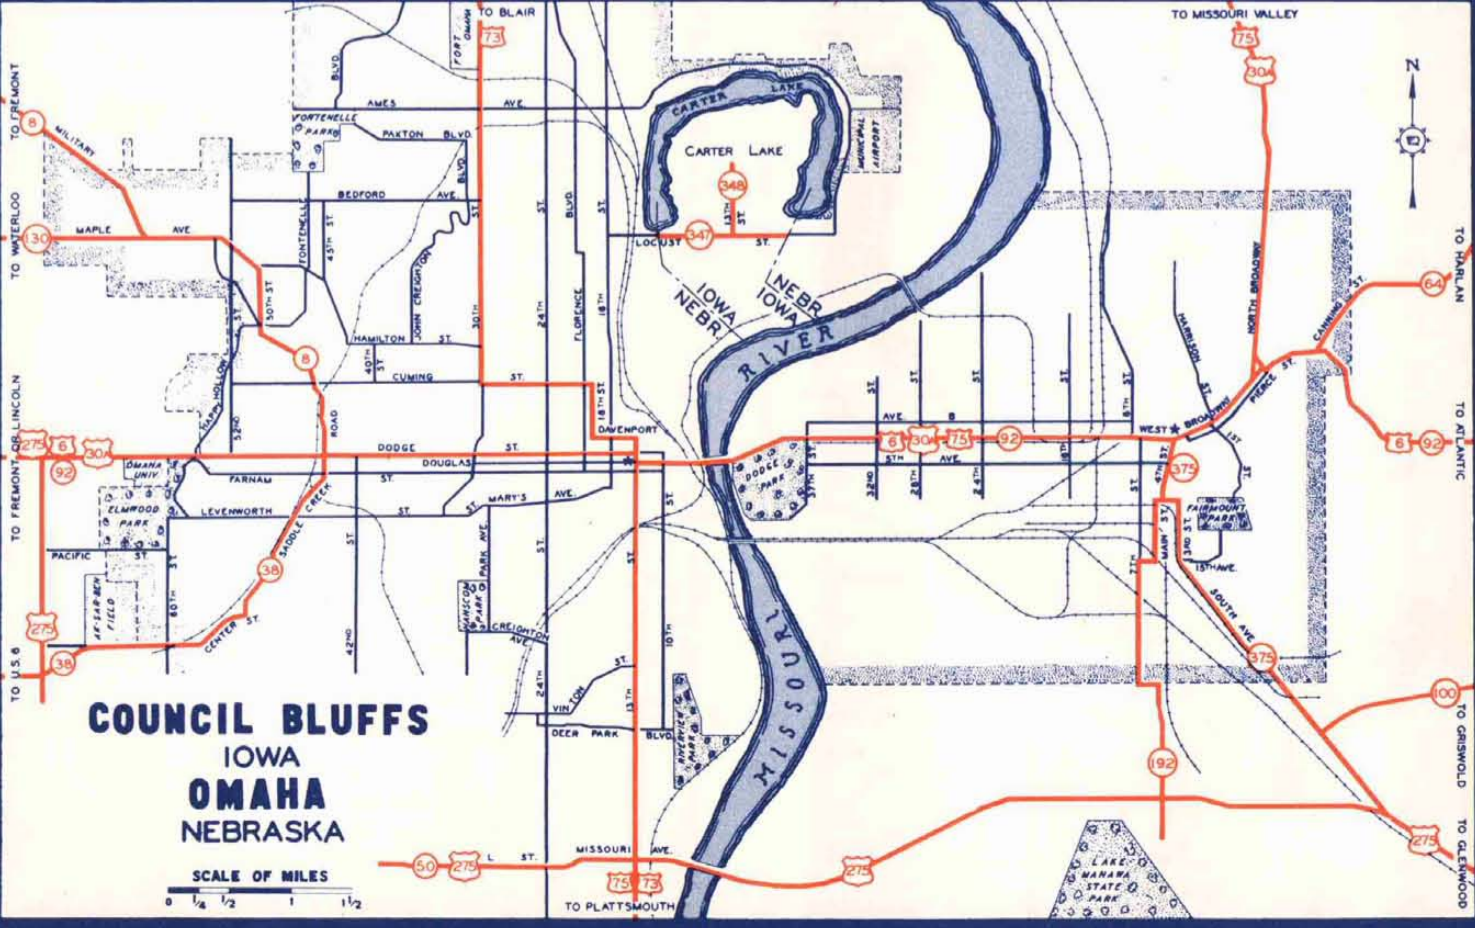 TO BLAIR
TO MISSOURI VALLEY
73
75
30A
FORT OMAHA
BLVD.
N
AMES AVE.
CARTER LAKE
TO FREMONT
8
MILITARY
FONTENELLE PARK
PAXTON BLVD.
BLVD.
MUNICIPAL AIRPORT
CARTER LAKE
348
13TH ST.
BEDFORD AVE.
TO WATERLOO
130
MAPLE AVE
FONTENELLE
45TH ST.
JOHN CREIGHTON
30TH ST.
24TH ST.
FLORENCE BLVD.
16TH ST.
347
LOCUST ST.
IOWA
NEBR.
NEBR
IOWA
TO HARLAN
64
CANNING ST.
NORTH BROADWAY
HARRISON ST.
50TH ST.
HAPPY HOLLOW
52ND ST.
8
HAMILTON ST.
40TH ST.
CUMING ST.
RIVER
16TH ST.
DAVENPORT
AVE. B
WEST BROADWAY
PIERCE ST.
1ST ST.
TO FREMONT OR LINCOLN
275
6
30A
92
DODGE ST.
DOUGLAS
ROAD
6
30A
75
92
6
92
TO ATLANTIC
OMAHA UNIV.
FARNAM ST.
DODGE PARK
37TH ST.
5TH AVE.
32ND ST.
28TH ST.
24TH ST.
16TH ST.
8TH ST.
4TH ST.
375
ELMWOOD PARK
LEVENWORTH ST.
ST. MARY'S AVE.
FAIRMOUNT PARK
PACIFIC ST.
SADDLE CREEK
38
60TH ST.
42ND ST.
PARK AVE.
HANSCOM PARK
CREIGHTON AVE.
24TH ST.
13TH ST.
10TH ST.
MAIN ST.
3RD ST.
15TH AVE.
7TH ST.
SOUTH AVE
375
AK-SAR-BEN FIELD
275
TO U.S. 6
38
CENTER ST.
VINTON ST.
DEER PARK BLVD.
RIVERVIEW PARK
MISSOURI
100
TO GRISWOLD
192
COUNCIL BLUFFS
IOWA
OMAHA
NEBRASKA
SCALE OF MILES
0 1/4 1/2 1 1 1/2
50
275
L ST.
MISSOURI AVE.
275
75
73
TO PLATTSMOUTH
LAKE MANAWA STATE PARK
275
TO GLENWOOD